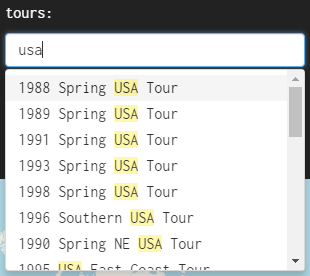 tours:
usa
1988 Spring USA Tour
1989 Spring USA Tour
1991 Spring USA Tour
1993 Spring USA Tour
1998 Spring USA Tour
1996 Southern USA Tour
1990 Spring NE USA Tour
1995 USA East Coast Tour